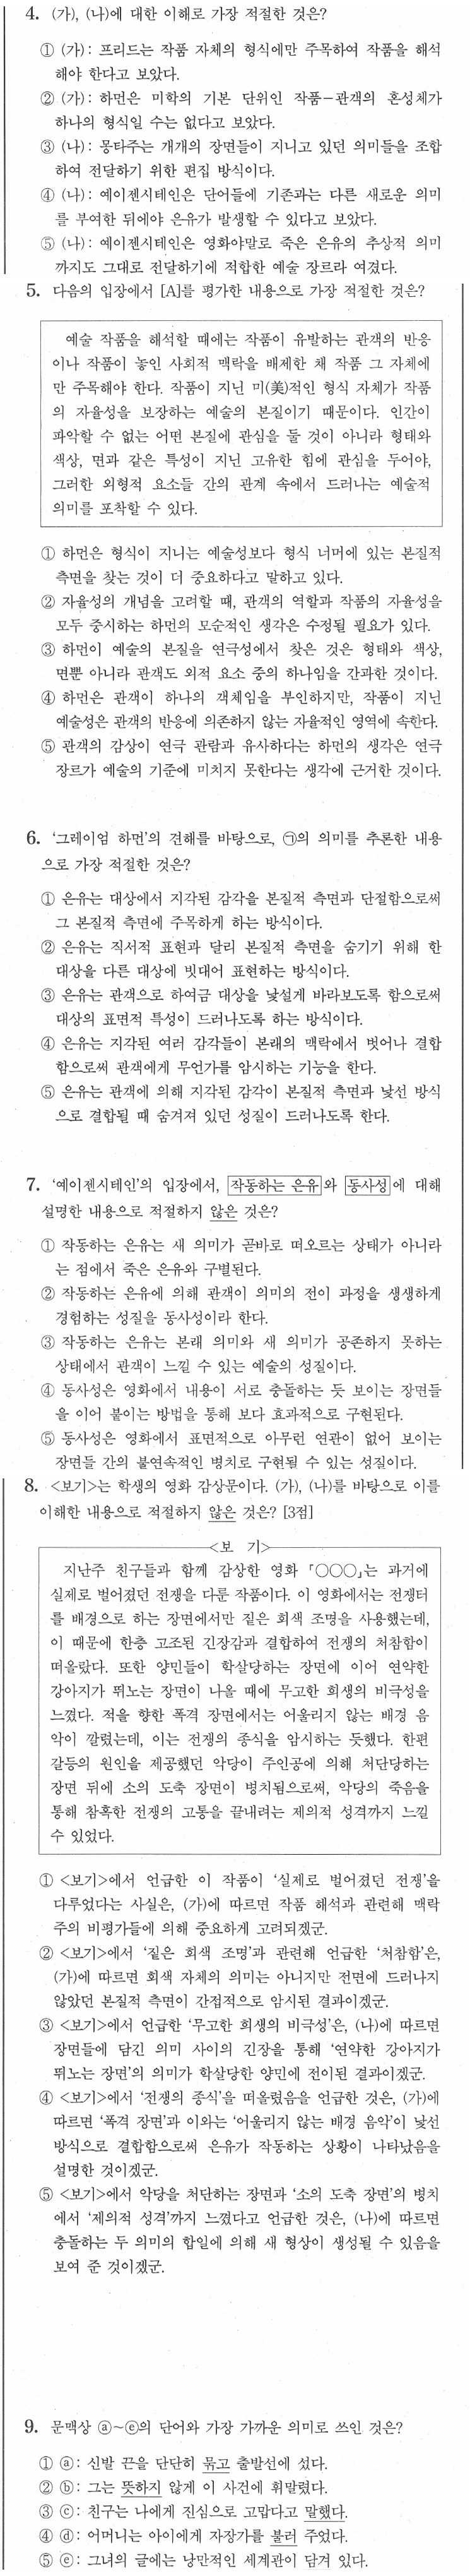 4. (가), (나)에 대한 이해로 가장 적절한 것은?
① (가): 프리드는 작품 자체의 형식에만 주목하여 작품을 해석
해야 한다고 보았다.
② (가): 하먼은 미학의 기본 단위인 작품–관객의 혼성체가
하나의 형식일 수는 없다고 보았다.
③ (나): 몽타주는 개개의 장면들이 지니고 있던 의미들을 조합
하여 전달하기 위한 편집 방식이다.
④ (나): 예이젠시테인은 단어들에 기존과는 다른 새로운 의미
를 부여한 뒤에야 은유가 발생할 수 있다고 보았다.
⑤ (나): 예이젠시테인은 영화야말로 죽은 은유의 추상적 의미
까지도 그대로 전달하기에 적합한 예술 장르라 여겼다.
5. 다음의 입장에서 [A]를 평가한 내용으로 가장 적절한 것은?
예술 작품을 해석할 때에는 작품이 유발하는 관객의 반응
이나 작품이 놓인 사회적 맥락을 배제한 채 작품 그 자체에
만 주목해야 한다. 작품이 지닌 미(美)적인 형식 자체가 작품
의 자율성을 보장하는 예술의 본질이기 때문이다. 인간이
파악할 수 없는 어떤 본질에 관심을 둘 것이 아니라 형태와
색상, 면과 같은 특성이 지닌 고유한 힘에 관심을 두어야,
그러한 외형적 요소들 간의 관계 속에서 드러나는 예술적
의미를 포착할 수 있다.
① 하먼은 형식이 지니는 예술성보다 형식 너머에 있는 본질적
측면을 찾는 것이 더 중요하다고 말하고 있다.
② 자율성의 개념을 고려할 때, 관객의 역할과 작품의 자율성을
모두 중시하는 하먼의 모순적인 생각은 수정될 필요가 있다.
③ 하먼이 예술의 본질을 연극성에서 찾은 것은 형태와 색상,
면뿐 아니라 관객도 외적 요소 중의 하나임을 간과한 것이다.
④ 하먼은 관객이 하나의 객체임을 부인하지만, 작품이 지닌
예술성은 관객의 반응에 의존하지 않는 자율적인 영역에 속한다.
⑤ 관객의 감상이 연극 관람과 유사하다는 하먼의 생각은 연극
장르가 예술의 기준에 미치지 못한다는 생각에 근거한 것이다.
6. '그레이엄 하먼'의 견해를 바탕으로, ㉠의 의미를 추론한 내용
으로 가장 적절한 것은?
① 은유는 대상에서 지각된 감각을 본질적 측면과 단절함으로써
그 본질적 측면에 주목하게 하는 방식이다.
② 은유는 직서적 표현과 달리 본질적 측면을 숨기기 위해 한
대상을 다른 대상에 빗대어 표현하는 방식이다.
③ 은유는 관객으로 하여금 대상을 낯설게 바라보도록 함으로써
대상의 표면적 특성이 드러나도록 하는 방식이다.
④ 은유는 지각된 여러 감각들이 본래의 맥락에서 벗어나 결합
함으로써 관객에게 무언가를 암시하는 기능을 한다.
⑤ 은유는 관객에 의해 지각된 감각이 본질적 측면과 낯선 방식
으로 결합될 때 숨겨져 있던 성질이 드러나도록 한다.
7. '예이젠시테인'의 입장에서, 작동하는 은유와 동사성에 대해
설명한 내용으로 적절하지 않은 것은?
① 작동하는 은유는 새 의미가 곧바로 떠오르는 상태가 아니라
는 점에서 죽은 은유와 구별된다.
② 작동하는 은유에 의해 관객이 의미의 전이 과정을 생생하게
경험하는 성질을 동사성이라 한다.
③ 작동하는 은유는 본래 의미와 새 의미가 공존하지 못하는
상태에서 관객이 느낄 수 있는 예술의 성질이다.
④ 동사성은 영화에서 내용이 서로 충돌하는 듯 보이는 장면들
을 이어 붙이는 방법을 통해 보다 효과적으로 구현된다.
⑤ 동사성은 영화에서 표면적으로 아무런 연관이 없어 보이는
장면들 간의 불연속적인 병치로 구현될 수 있는 성질이다.
8. <보기>는 학생의 영화 감상문이다. (가), (나)를 바탕으로 이를
이해한 내용으로 적절하지 않은 것은? [3점]
<보 기>
지난주 친구들과 함께 감상한 영화 「○○○」는 과거에
실제로 벌어졌던 전쟁을 다룬 작품이다. 이 영화에서는 전쟁터
를 배경으로 하는 장면에서만 짙은 회색 조명을 사용했는데,
이 때문에 한층 고조된 긴장감과 결합하여 전쟁의 처참함이
떠올랐다. 또한 양민들이 학살당하는 장면에 이어 연약한
강아지가 뛰노는 장면이 나올 때에 무고한 희생의 비극성을
느꼈다. 적을 향한 폭격 장면에서는 어울리지 않는 배경 음
악이 깔렸는데, 이는 전쟁의 종식을 암시하는 듯했다. 한편
갈등의 원인을 제공했던 악당이 주인공에 의해 처단당하는
장면 뒤에 소의 도축 장면이 병치됨으로써, 악당의 죽음을
통해 참혹한 전쟁의 고통을 끝내려는 제의적 성격까지 느낄
수 있었다.
① <보기>에서 언급한 이 작품이 '실제로 벌어졌던 전쟁'을
다루었다는 사실은, (가)에 따르면 작품 해석과 관련해 맥락
주의 비평가들에 의해 중요하게 고려되겠군.
② <보기>에서 '짙은 회색 조명'과 관련해 언급한 '처참함'은,
(가)에 따르면 회색 자체의 의미는 아니지만 전면에 드러나지
않았던 본질적 측면이 간접적으로 암시된 결과이겠군.
③ <보기>에서 언급한 '무고한 희생의 비극성'은, (나)에 따르면
장면들에 담긴 의미 사이의 긴장을 통해 '연약한 강아지가
뛰노는 장면'의 의미가 학살당한 양민에 전이된 결과이겠군.
④ <보기>에서 '전쟁의 종식'을 떠올렸음을 언급한 것은, (가)에
따르면 '폭격 장면'과 이와는 '어울리지 않는 배경 음악'이 낯선
방식으로 결합함으로써 은유가 작동하는 상황이 나타났음을
설명한 것이겠군.
⑤ <보기>에서 악당을 처단하는 장면과 '소의 도축 장면'의 병치
에서 '제의적 성격'까지 느꼈다고 언급한 것은, (나)에 따르면
충돌하는 두 의미의 합일에 의해 새 형상이 생성될 수 있음을
보여 준 것이겠군.
9. 문맥상 ⓐ~ⓔ의 단어와 가장 가까운 의미로 쓰인 것은?
① ⓐ: 신발 끈을 단단히 묶고 출발선에 섰다.
② ⓑ: 그는 뜻하지 않게 이 사건에 휘말렸다.
③ ⓒ: 친구는 나에게 진심으로 고맙다고 말했다.
④ ⓓ: 어머니는 아이에게 자장가를 불러 주었다.
⑤ ⓔ: 그녀의 글에는 낭만적인 세계관이 담겨 있다.